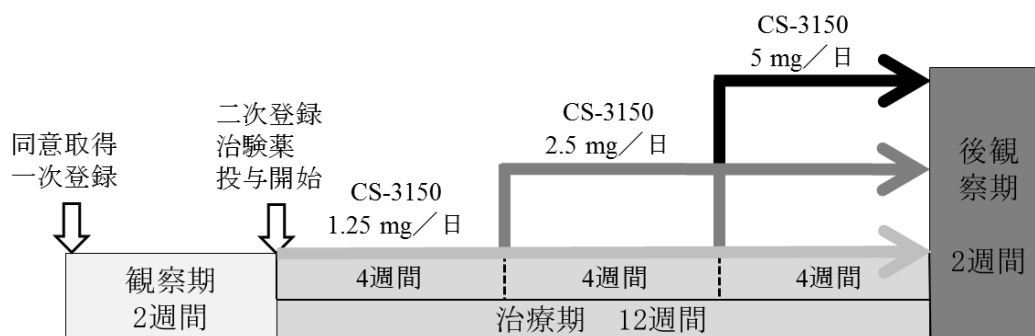 同意取得
一次登録
二次登録
治験薬
投与開始
CS-3150
1.25 mg／日
CS-3150
2.5 mg／日
CS-3150
5 mg／日
観察期
2週間
4週間
4週間
4週間
治療期　12週間
後観
察期
2週間